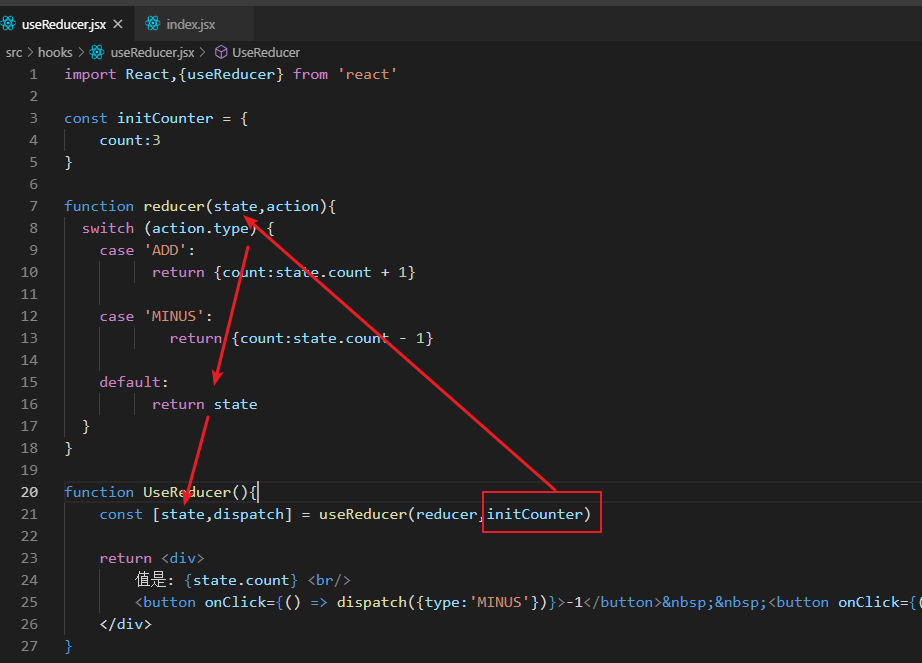 useReducer.jsx
index.jsx
src > hooks > useReducer.jsx > UseReducer
1 import React,{useReducer} from 'react'
2
3 const initCounter = {
4 count:3
5 }
6
7 function reducer(state,action){
8 switch (action.type) {
9 case 'ADD':
10 return {count:state.count + 1}
11
12 case 'MINUS':
13 return {count:state.count - 1}
14
15 default:
16 return state
17 }
18 }
19
20 function UseReducer(){
21 const [state,dispatch] = useReducer(reducer,initCounter)
22
23 return <div>
24 值是: {state.count} <br/>
25 <button onClick={() => dispatch({type:'MINUS'})}>-1</button>&nbsp;&nbsp;<button onClick={(
26 </div>
27 }